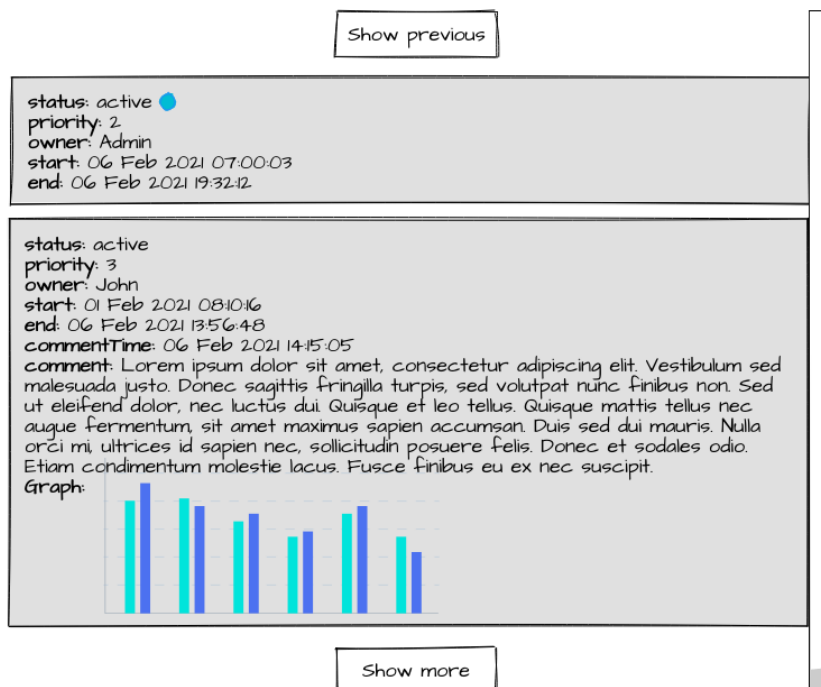 Show previous
status: active
priority: 2
owner: Admin
start: 06 Feb 2021 07:00:03
end: 06 Feb 2021 19:32:12
status: active
priority: 3
owner: John
start: 01 Feb 2021 08:10:16
end: 06 Feb 2021 13:56:48
commentTime: 06 Feb 2021 14:15:05
comment: Lorem ipsum dolor sit amet, consectetur adipiscing elit. Vestibulum sed
malesuada justo. Donec sagittis fringilla turpis, sed volutpat nunc finibus non. Sed
ut eleifend dolor, nec luctus dui. Quisque et leo tellus. Quisque mattis tellus nec
augue fermentum, sit amet maximus sapien accumsan. Duis sed dui mauris. Nulla
orci mi, ultrices id sapien nec, sollicitudin posuere felis. Donec et sodales odio.
Etiam condimentum molestie lacus. Fusce finibus eu ex nec suscipit.
Graph:
Show more